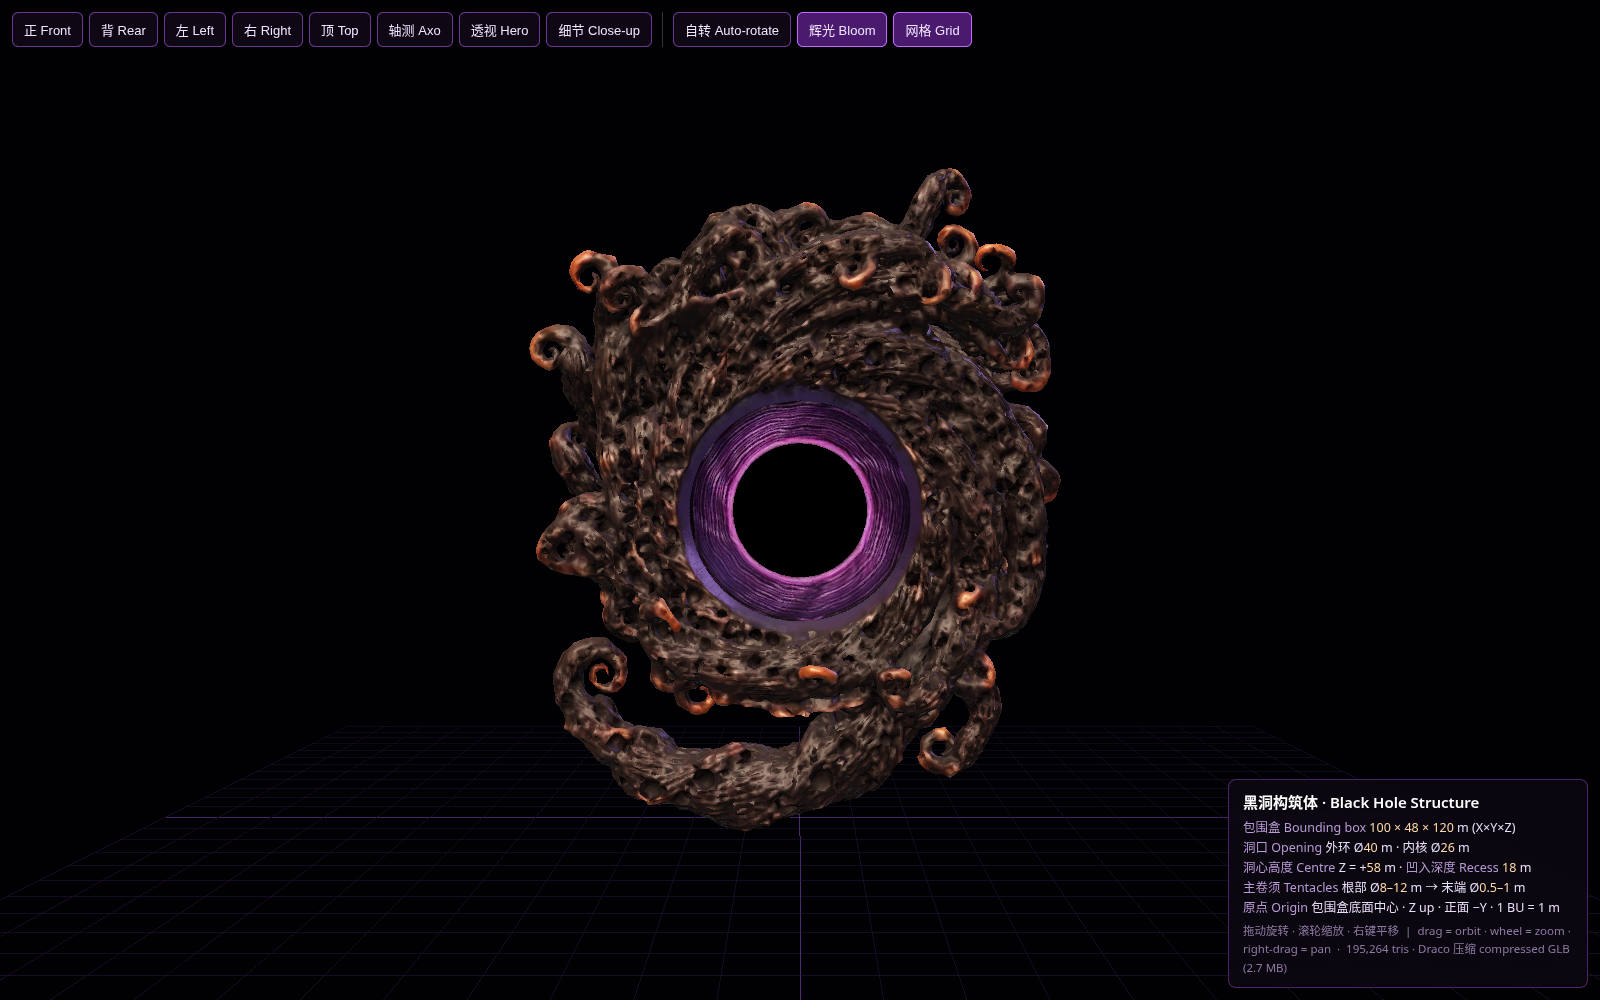 正 Front
背 Rear
左 Left
右 Right
顶 Top
轴测 Axo
透视 Hero
细节 Close-up
自转 Auto-rotate
辉光 Bloom
网格 Grid
黑洞构筑体 · Black Hole Structure
包围盒 Bounding box 100 × 48 × 120 m (X×Y×Z)
洞口 Opening 外环 Ø40 m · 内核 Ø26 m
洞心高度 Centre Z = +58 m · 凹入深度 Recess 18 m
主卷须 Tentacles 根部 Ø8–12 m → 末端 Ø0.5–1 m
原点 Origin 包围盒底面中心 · Z up · 正面 −Y · 1 BU = 1 m
拖动旋转 · 滚轮缩放 · 右键平移 | drag = orbit · wheel = zoom ·
right-drag = pan · 195,264 tris · Draco 压缩 compressed GLB
(2.7 MB)